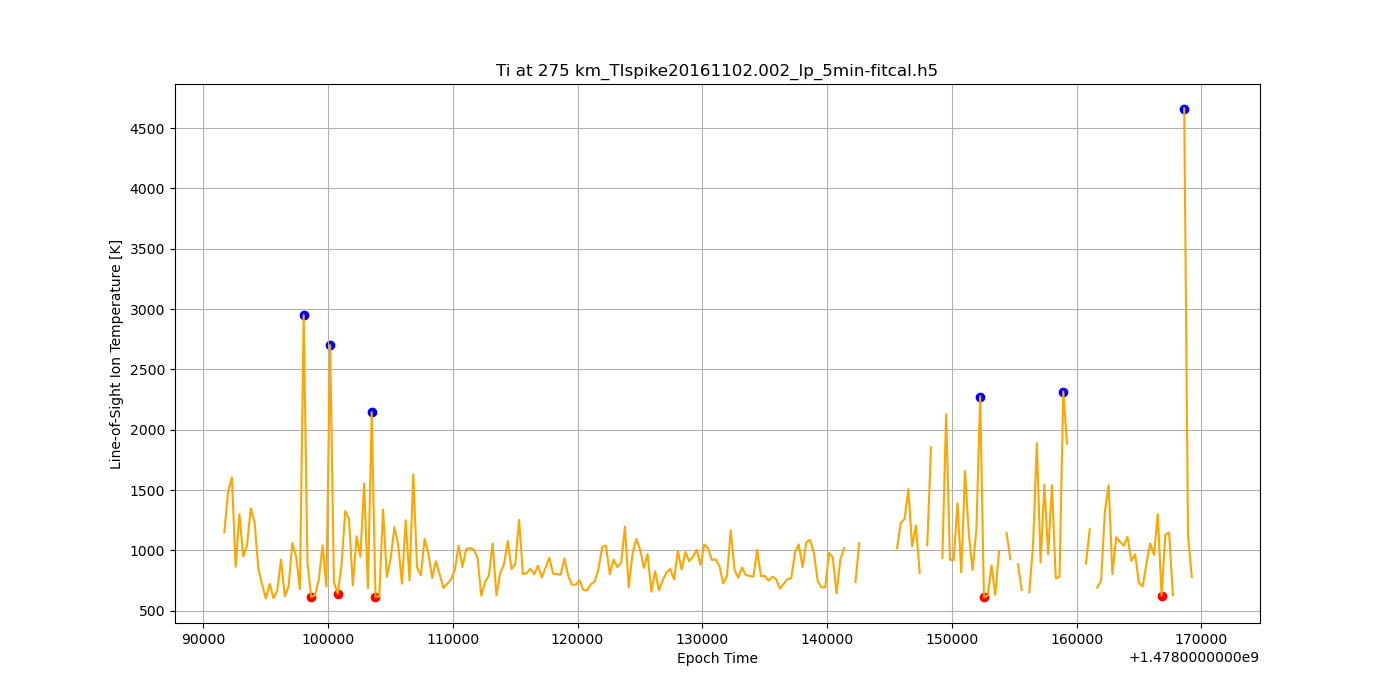 Ti at 275 km_TIspike20161102.002_lp_5min-fitcal.h5
Line-of-Sight Ion Temperature [K]
4500
4000
3500
3000
2500
2000
1500
1000
500
90000 100000 110000 120000 130000 140000 150000 160000 170000
Epoch Time
+1.4780000000e9